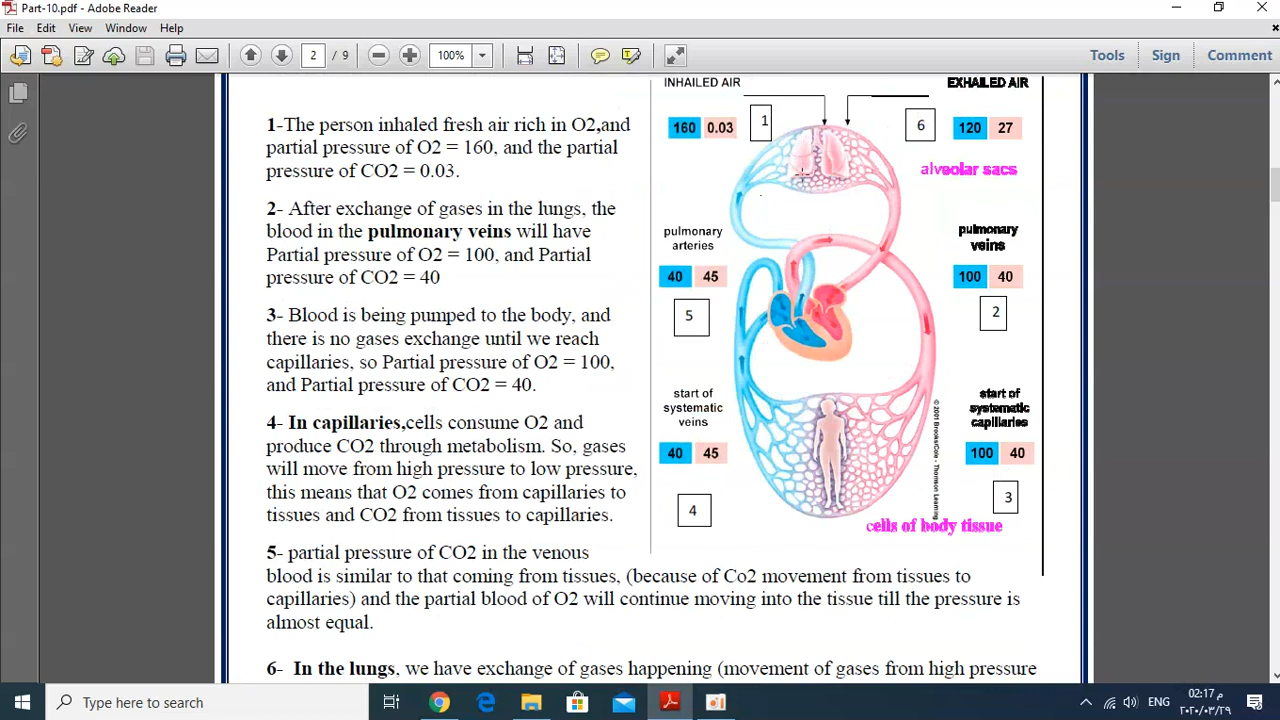 Part-10.pdf - Adobe Reader
File Edit View Window Help
2 / 9 100% Tools Sign Comment
1-The person inhaled fresh air rich in O2,and
partial pressure of O2 = 160, and the partial
pressure of CO2 = 0.03.
2- After exchange of gases in the lungs, the
blood in the pulmonary veins will have
Partial pressure of O2 = 100, and Partial
pressure of CO2 = 40
3- Blood is being pumped to the body, and
there is no gases exchange until we reach
capillaries, so Partial pressure of O2 = 100,
and Partial pressure of CO2 = 40.
4- In capillaries,cells consume O2 and
produce CO2 through metabolism. So, gases
will move from high pressure to low pressure,
this means that O2 comes from capillaries to
tissues and CO2 from tissues to capillaries.
5- partial pressure of CO2 in the venous
blood is similar to that coming from tissues, (because of Co2 movement from tissues to
capillaries) and the partial blood of O2 will continue moving into the tissue till the pressure is
almost equal.
6- In the lungs, we have exchange of gases happening (movement of gases from high pressure
INHAILED AIR
160 0.03
1
EXHAILED AIR
6
120 27
alveolar sacs
pulmonary
arteries
40 45
5
pulmonary
veins
100 40
2
start of
systematic
veins
40 45
4
start of
systematic
capillaries
100 40
3
© 2001 Brooks/Cole - Thomson Learning
cells of body tissue
Type here to search
ENG
م 02:17
٢٠٢٠/٠٣/٢٩